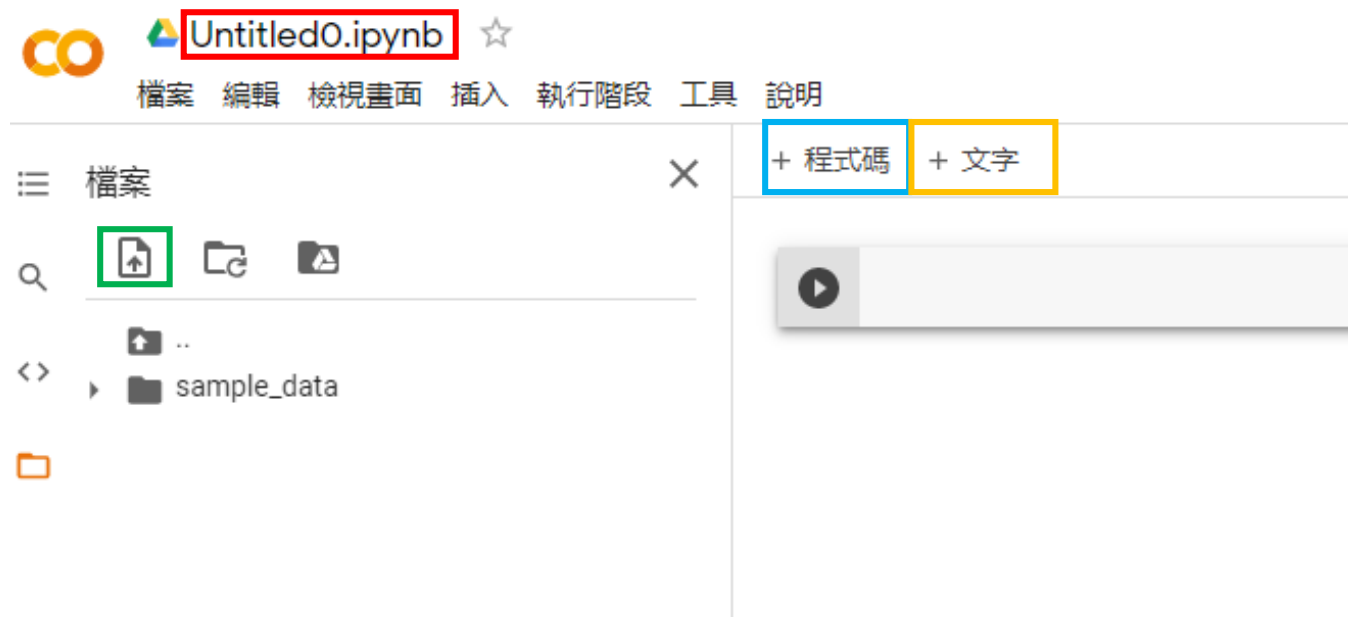 Untitled0.ipynb
檔案 編輯 檢視畫面 插入 執行階段 工具 說明
檔案
+ 程式碼 + 文字
..
sample_data